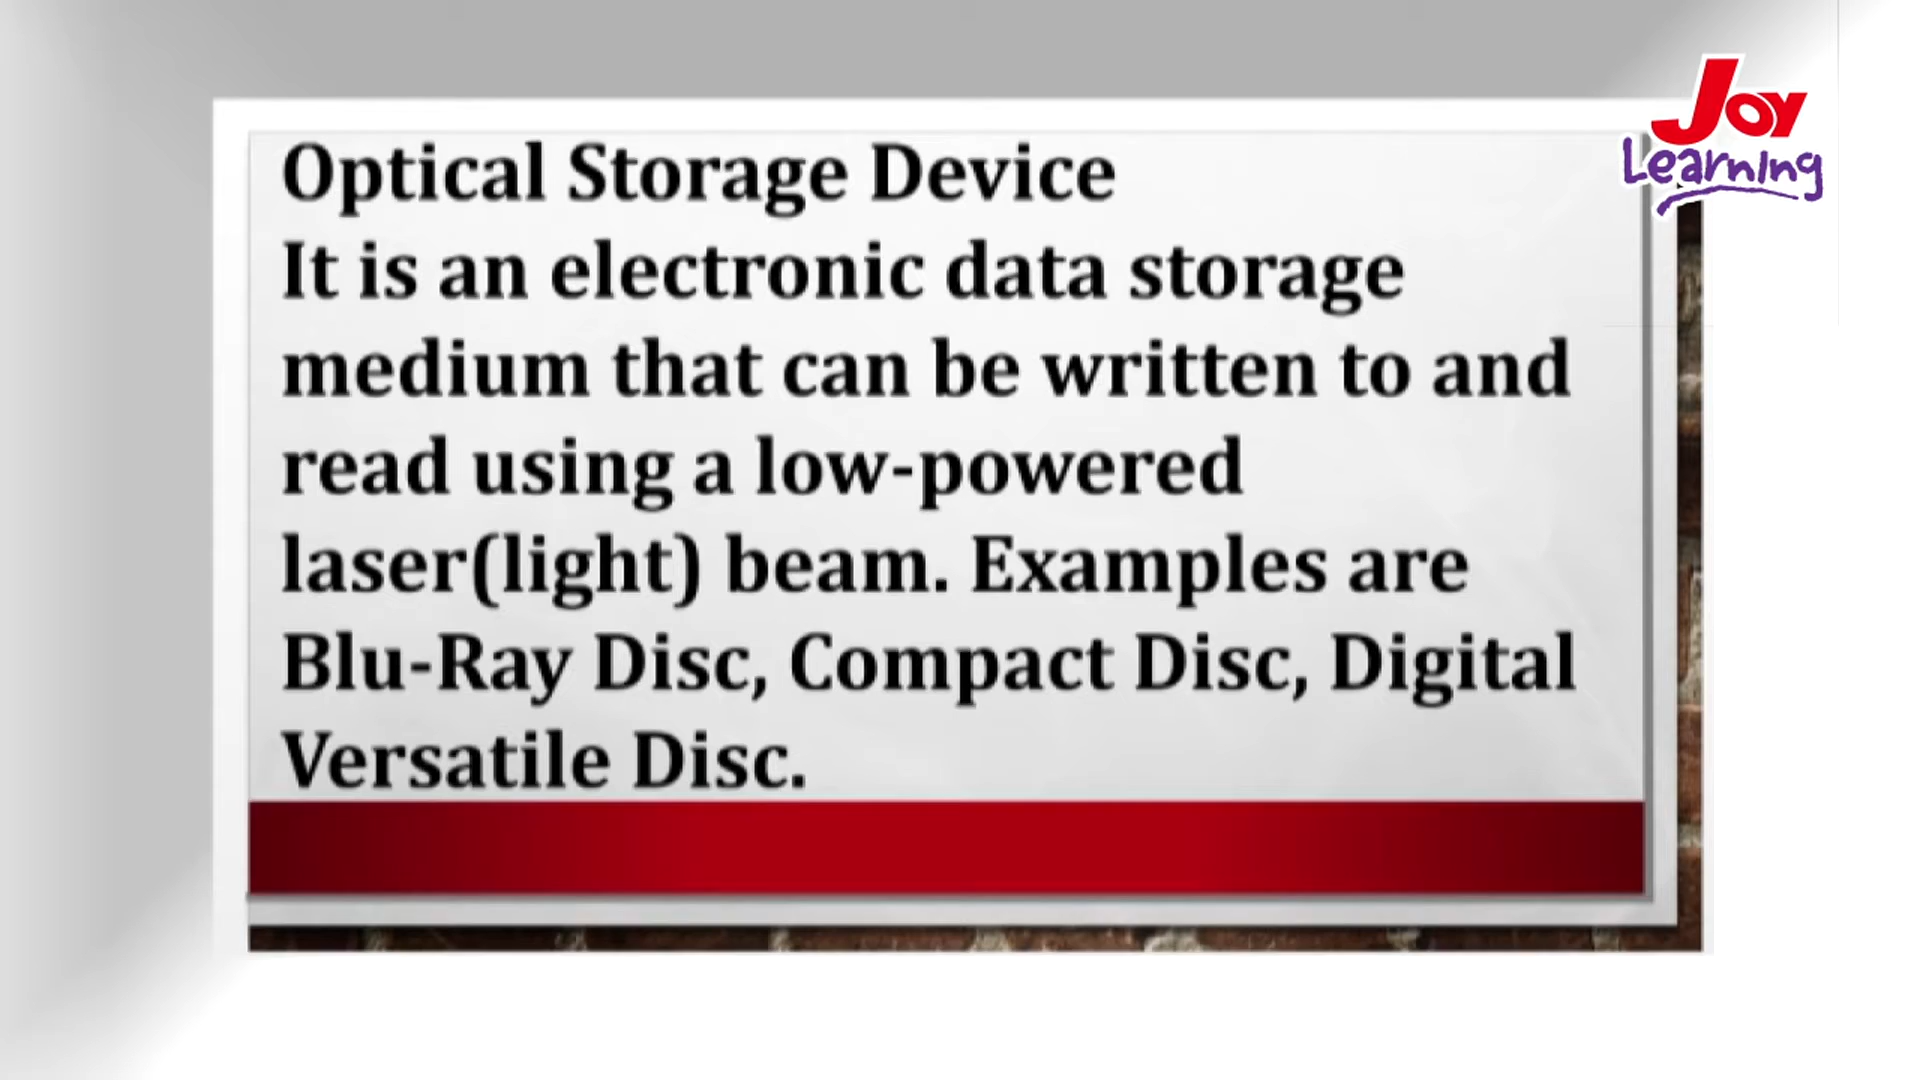 Joy
Learning
Optical Storage Device
It is an electronic data storage
medium that can be written to and
read using a low-powered
laser(light) beam. Examples are
Blu-Ray Disc, Compact Disc, Digital
Versatile Disc.